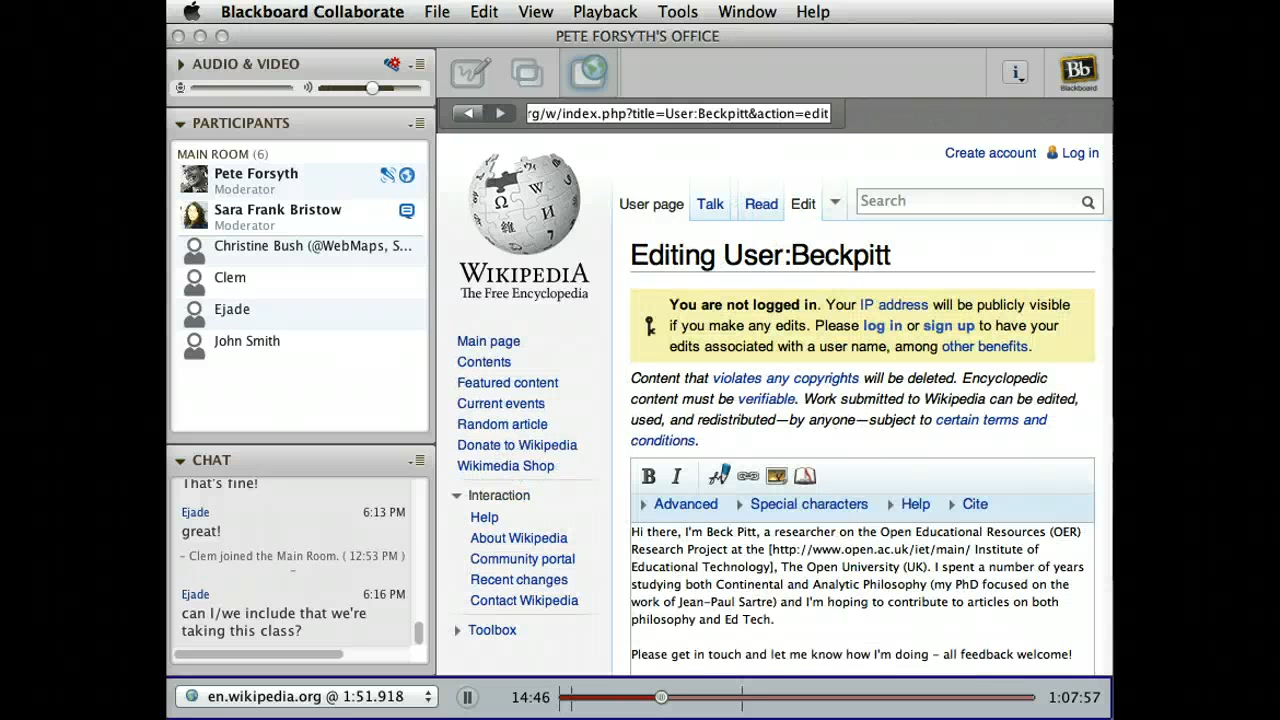 Blackboard Collaborate File Edit View Playback Tools Window Help
PETE FORSYTH'S OFFICE
AUDIO & VIDEO
PARTICIPANTS
MAIN ROOM (6)
Pete Forsyth
Moderator
Sara Frank Bristow
Moderator
Christine Bush (@WebMaps, S...
Clem
Ejade
John Smith
CHAT
That's fine!
Ejade 6:13 PM
great!
– Clem joined the Main Room. ( 12:53 PM )
–
Ejade 6:16 PM
can I/we include that we're
taking this class?
i
Bb
Blackboard
rg/w/index.php?title=User:Beckpitt&action=edit
WIKIPEDIA
The Free Encyclopedia
Main page
Contents
Featured content
Current events
Random article
Donate to Wikipedia
Wikimedia Shop
Interaction
Help
About Wikipedia
Community portal
Recent changes
Contact Wikipedia
Toolbox
Create account Log in
User page Talk Read Edit Search
Editing User:Beckpitt
You are not logged in. Your IP address will be publicly visible
if you make any edits. Please log in or sign up to have your
edits associated with a user name, among other benefits.
Content that violates any copyrights will be deleted. Encyclopedic
content must be verifiable. Work submitted to Wikipedia can be edited,
used, and redistributed—by anyone—subject to certain terms and
conditions.
B I
Advanced Special characters Help Cite
Hi there, I'm Beck Pitt, a researcher on the Open Educational Resources (OER)
Research Project at the [http://www.open.ac.uk/iet/main/ Institute of
Educational Technology], The Open University (UK). I spent a number of years
studying both Continental and Analytic Philosophy (my PhD focused on the
work of Jean-Paul Sartre) and I'm hoping to contribute to articles on both
philosophy and Ed Tech.
Please get in touch and let me know how I'm doing – all feedback welcome!
en.wikipedia.org @ 1:51.918 14:46 1:07:57